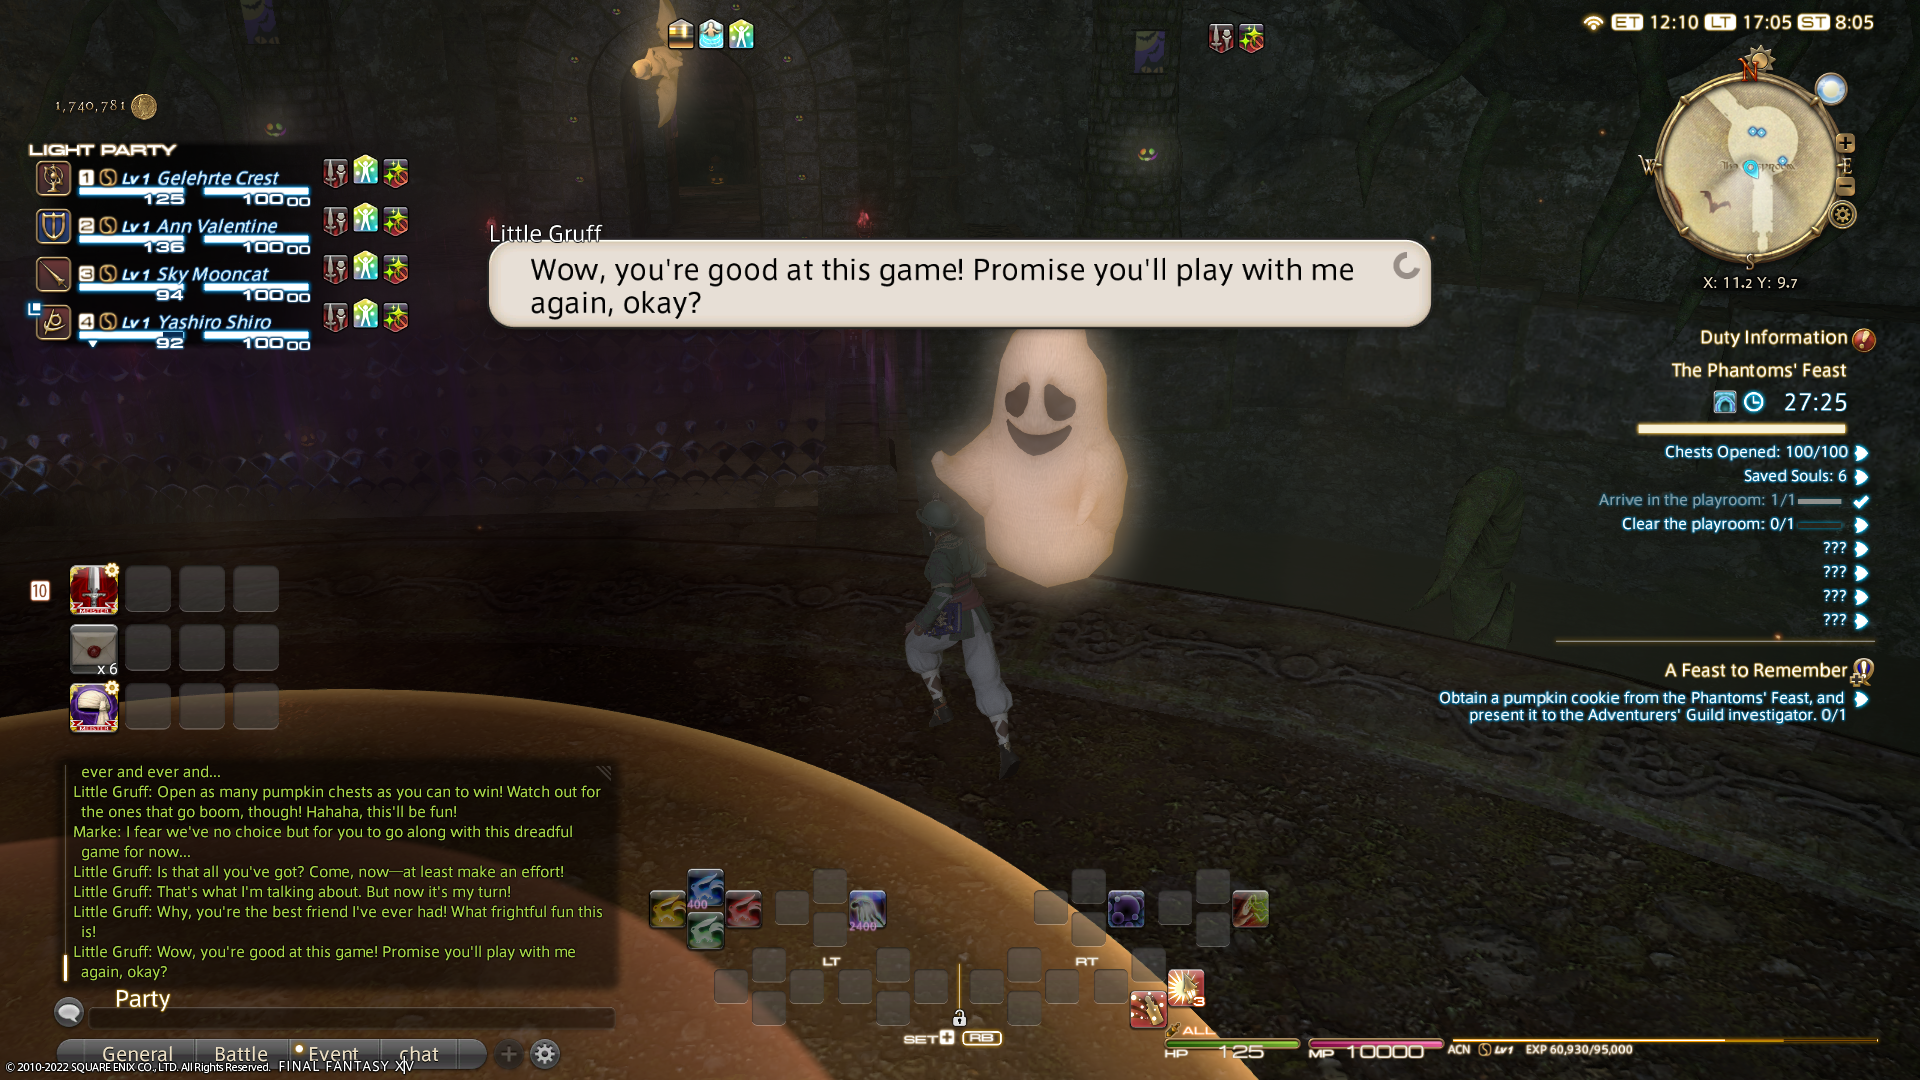 ET 12:10 LT 17:05 ST 8:05
1,740,781
N
W
E
S
X: 11.2 Y: 9.7
LIGHT PARTY
1 Lv 1 Gelehrte Crest
125 10000
2 Lv 1 Ann Valentine
136 10000
3 Lv 1 Sky Mooncat
94 10000
4 Lv 1 Yashiro Shiro
92 10000
Little Gruff
Wow, you're good at this game! Promise you'll play with me
again, okay?
Duty Information
The Phantoms' Feast
27:25
Chests Opened: 100/100
Saved Souls: 6
Arrive in the playroom: 1/1
Clear the playroom: 0/1
???
???
???
???
A Feast to Remember
Obtain a pumpkin cookie from the Phantoms' Feast, and
present it to the Adventurers' Guild investigator. 0/1
10
MEISTER
x 6
MEISTER
ever and ever and...
Little Gruff: Open as many pumpkin chests as you can to win! Watch out for
the ones that go boom, though! Hahaha, this'll be fun!
Marke: I fear we've no choice but for you to go along with this dreadful
game for now...
Little Gruff: Is that all you've got? Come, now—at least make an effort!
Little Gruff: That's what I'm talking about. But now it's my turn!
Little Gruff: Why, you're the best friend I've ever had! What frightful fun this
is!
Little Gruff: Wow, you're good at this game! Promise you'll play with me
again, okay?
Party
General Battle Event chat
400
2400
LT
RT
3
SET RB
ALL
HP 125 MP 10000 ACN Lv1 EXP 60,930/95,000
© 2010-2022 SQUARE ENIX CO., LTD. All Rights Reserved. FINAL FANTASY XIV